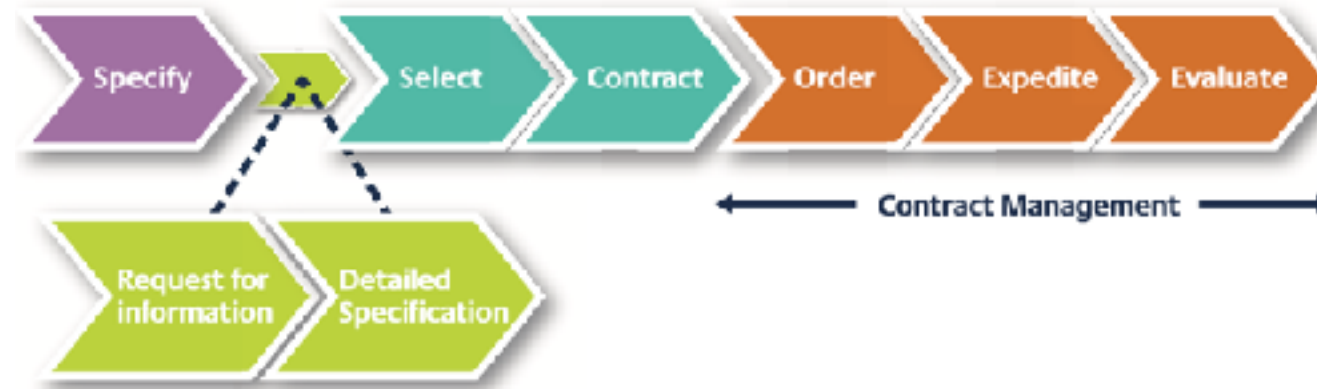 Specify
Select
Contract
Order
Expedite
Evaluate
Contract Management
Request for
information
Detailed
Specification